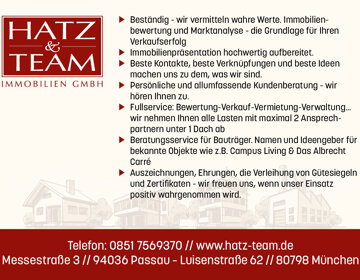 HATZ
&
TEAM
IMMOBILIEN GMBH
Beständig - wir vermitteln wahre Werte. Immobilien-
bewertung und Marktanalyse - die Grundlage für Ihren
Verkaufserfolg
Immobilienpräsentation hochwertig aufbereitet.
Beste Kontakte, beste Verknüpfungen und beste Ideen
machen uns zu dem, was wir sind.
Persönliche und allumfassende Kundenberatung - wir
hören Ihnen zu.
Fullservice: Bewertung-Verkauf-Vermietung-Verwaltung...
wir nehmen Ihnen alle Lasten mit maximal 2 Ansprech-
partnern unter 1 Dach ab
Beratungsservice für Bauträger. Namen und Ideengeber für
bekannte Objekte wie z.B. Campus Living & Das Albrecht
Carré
Auszeichnungen, Ehrungen, die Verleihung von Gütesiegeln
und Zertifikaten - wir freuen uns, wenn unser Einsatz
positiv wahrgenommen wird.
Telefon: 0851 7569370 // www.hatz-team.de
Messestraße 3 // 94036 Passau - Luisenstraße 62 // 80798 München